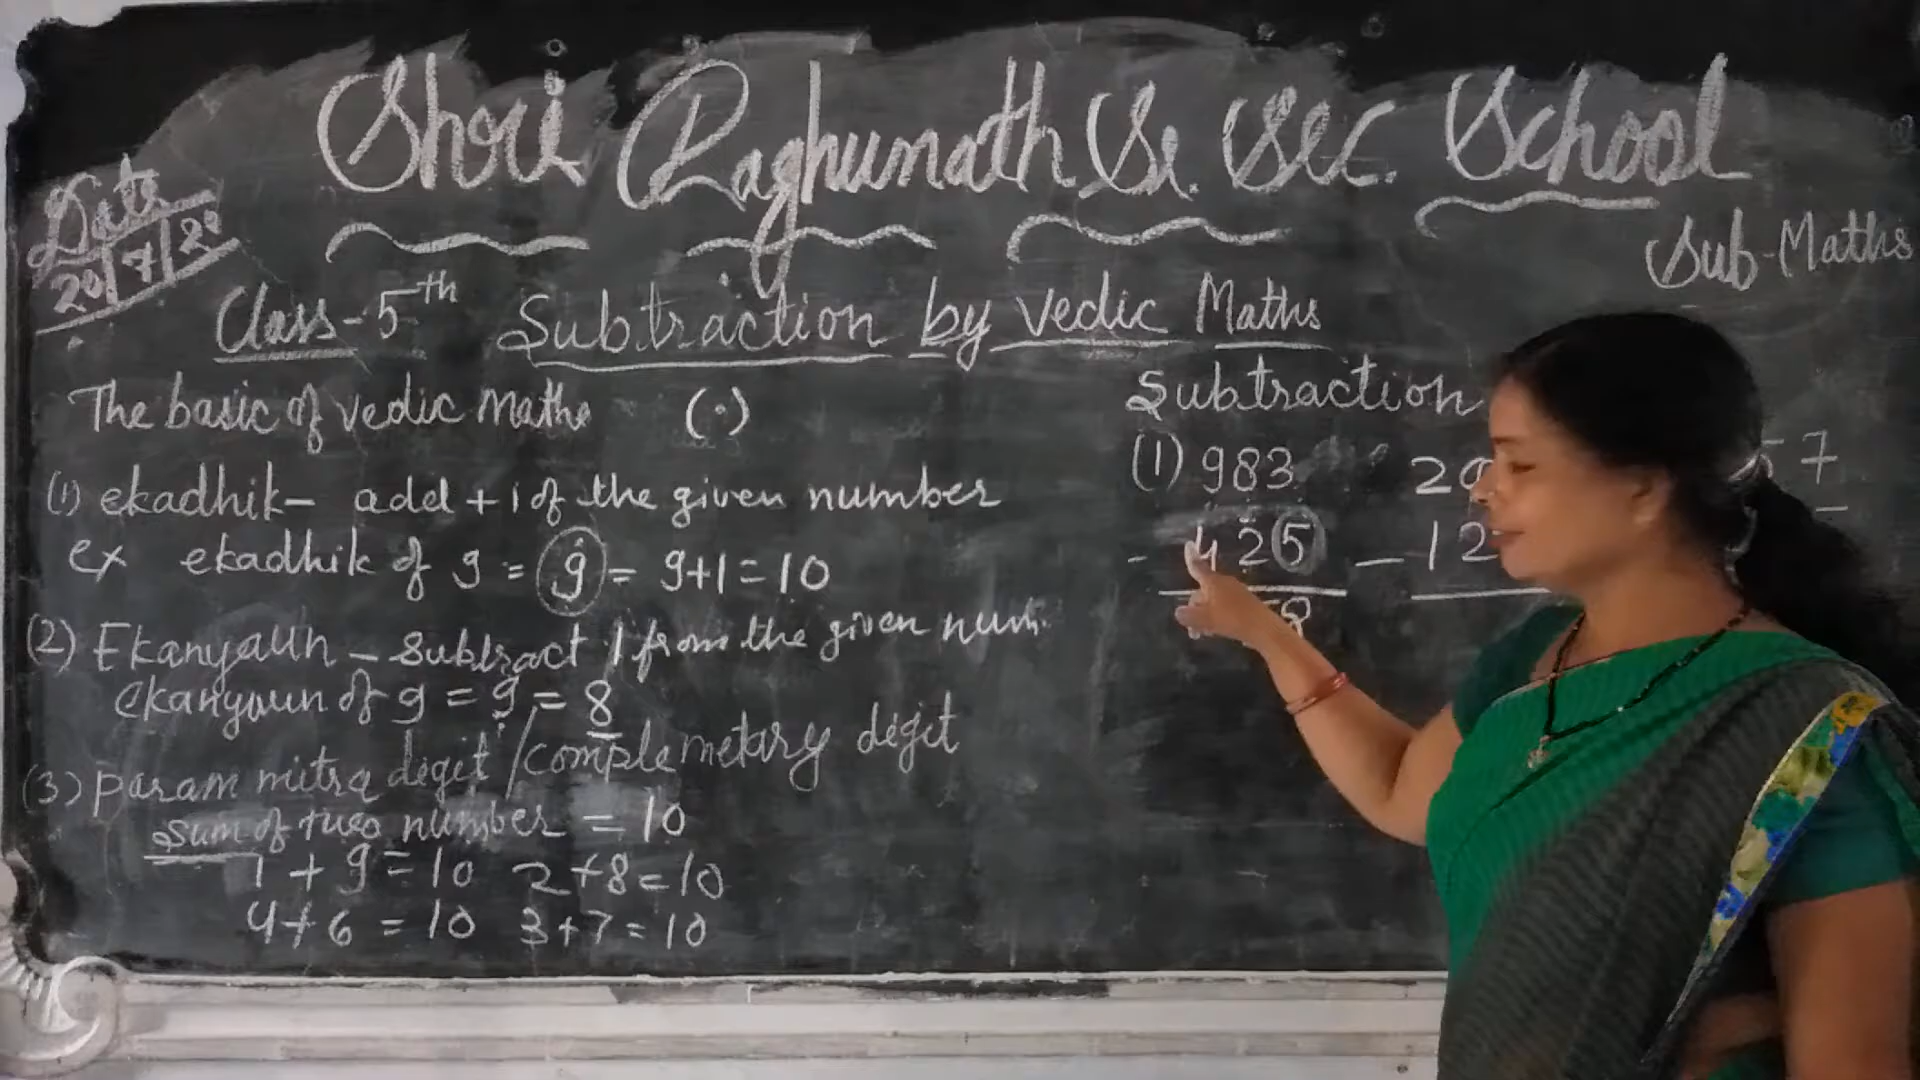 Shri Raghunath Sr. Sec. School
Date
20/7/20
Sub-Maths
Class-5th Subtraction by vedic Maths
The basic of vedic maths (·)
(1) ekadhik- add +1 of the given number
ex ekadhik of 9 = 9̇ = 9+1=10
(2) Ekanyaun - subtract 1 from the given num.
ekanyaun of 9 = 9̣ = 8
(3) param mitra digit / complemetary digit
sum of two number = 10
1 + 9 = 10 2+8=10
4+6 = 10 3+7=10
Subtraction
(1) 983
- 425
8
- 12
7